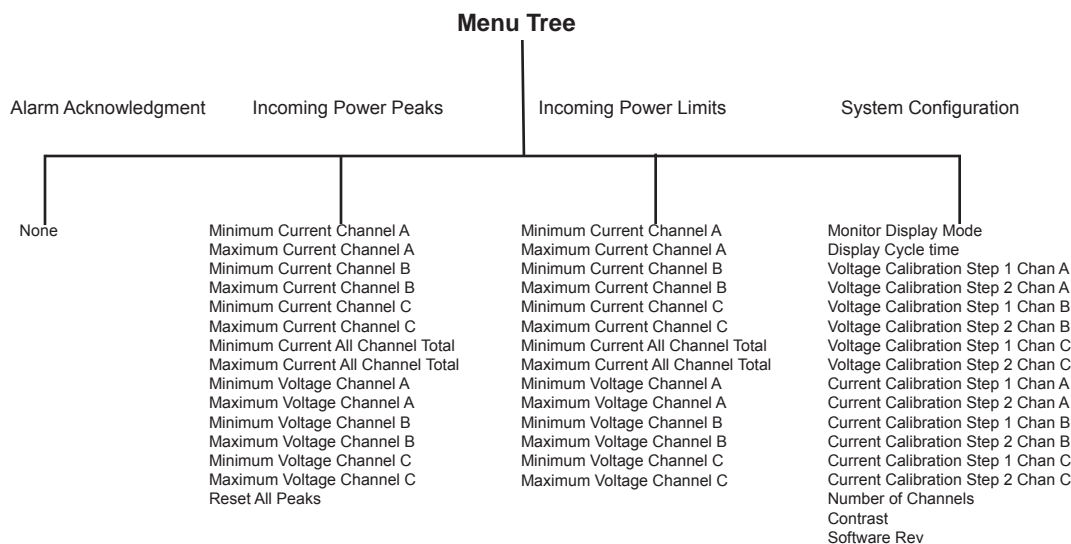 Menu Tree
Alarm Acknowledgment
Incoming Power Peaks
Incoming Power Limits
System Configuration
None
Minimum Current Channel A
Maximum Current Channel A
Minimum Current Channel B
Maximum Current Channel B
Minimum Current Channel C
Maximum Current Channel C
Minimum Current All Channel Total
Maximum Current All Channel Total
Minimum Voltage Channel A
Maximum Voltage Channel A
Minimum Voltage Channel B
Maximum Voltage Channel B
Minimum Voltage Channel C
Maximum Voltage Channel C
Reset All Peaks
Minimum Current Channel A
Maximum Current Channel A
Minimum Current Channel B
Maximum Current Channel B
Minimum Current Channel C
Maximum Current Channel C
Minimum Current All Channel Total
Maximum Current All Channel Total
Minimum Voltage Channel A
Maximum Voltage Channel A
Minimum Voltage Channel B
Maximum Voltage Channel B
Minimum Voltage Channel C
Maximum Voltage Channel C
Monitor Display Mode
Display Cycle time
Voltage Calibration Step 1 Chan A
Voltage Calibration Step 2 Chan A
Voltage Calibration Step 1 Chan B
Voltage Calibration Step 2 Chan B
Voltage Calibration Step 1 Chan C
Voltage Calibration Step 2 Chan C
Current Calibration Step 1 Chan A
Current Calibration Step 2 Chan A
Current Calibration Step 1 Chan B
Current Calibration Step 2 Chan B
Current Calibration Step 1 Chan C
Current Calibration Step 2 Chan C
Number of Channels
Contrast
Software Rev